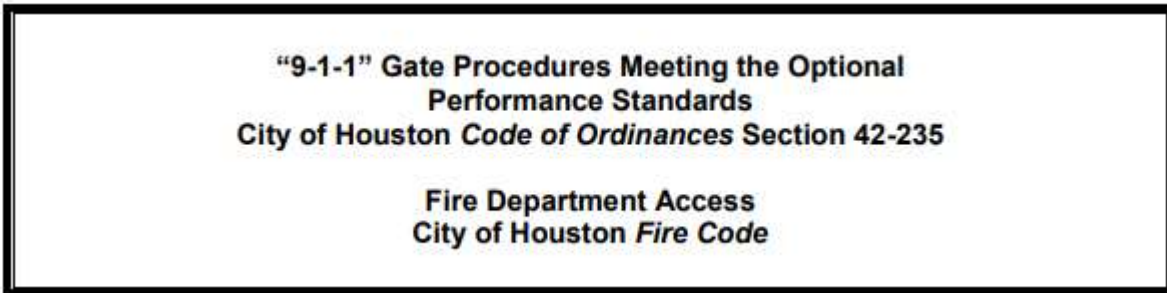 “9-1-1” Gate Procedures Meeting the Optional
Performance Standards
City of Houston Code of Ordinances Section 42-235
Fire Department Access
City of Houston Fire Code